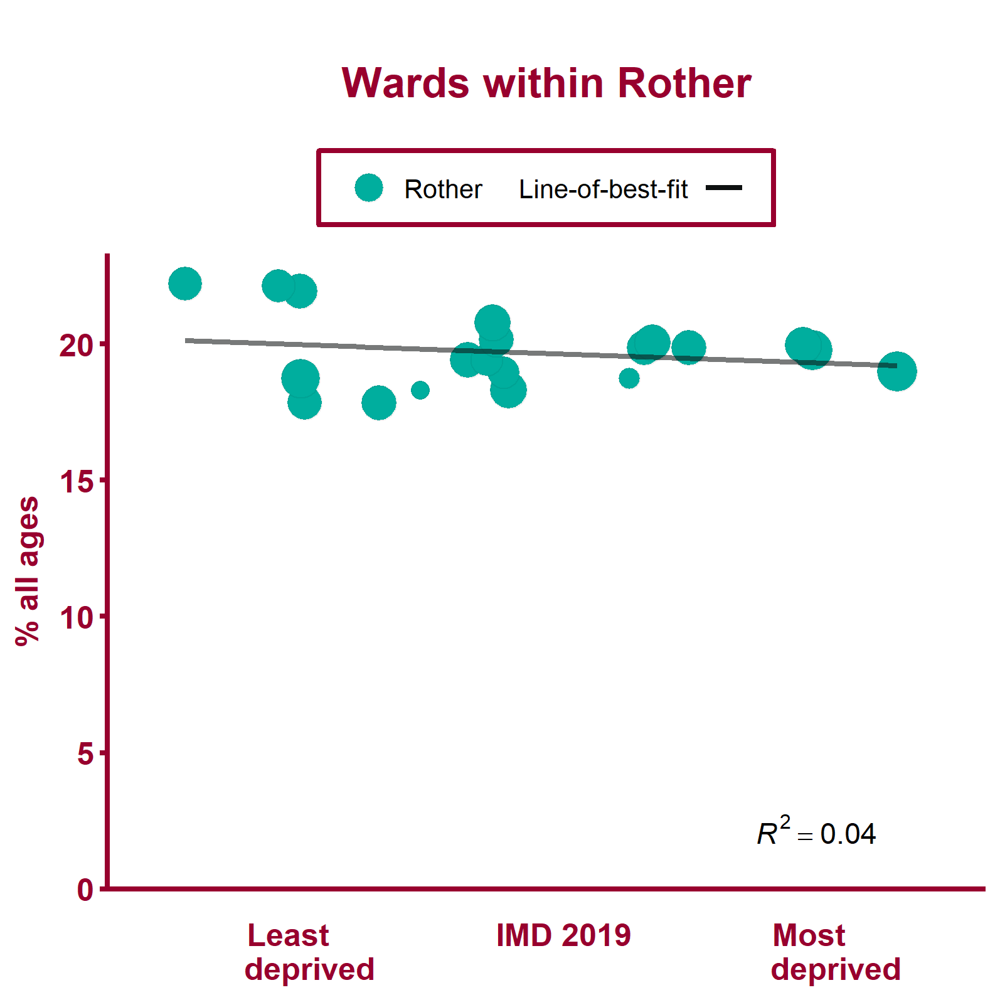 Wards within Rother
Rother Line-of-best-fit
20
15
10
5
0
% all ages
R² = 0.04
Least deprived
IMD 2019
Most deprived